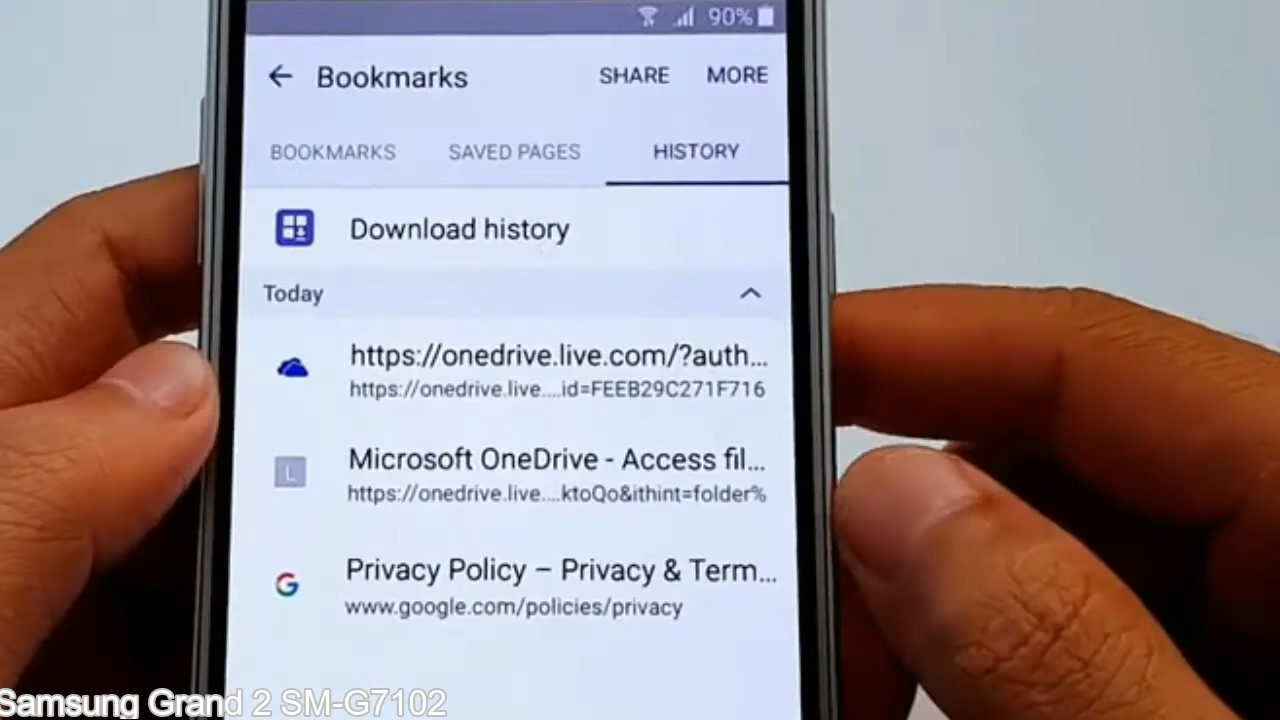 90%
Bookmarks SHARE MORE
BOOKMARKS SAVED PAGES HISTORY
Download history
Today
https://onedrive.live.com/?auth...
https://onedrive.live....id=FEEB29C271F716
L
Microsoft OneDrive - Access fil...
https://onedrive.live....ktoQo&ithint=folder%
Privacy Policy – Privacy & Term...
www.google.com/policies/privacy
Samsung Grand 2 SM-G7102